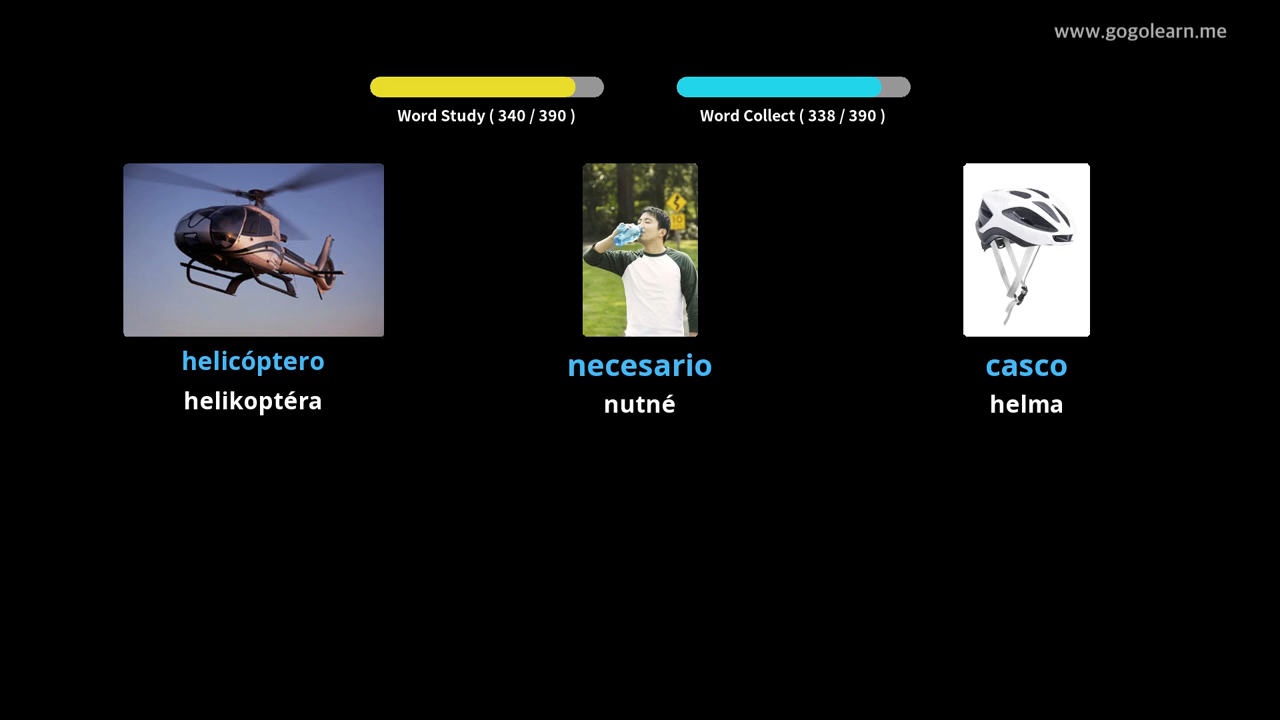 www.gogolearn.me
Word Study ( 340 / 390 )
Word Collect ( 338 / 390 )
helicóptero
helikoptéra
necesario
nutné
casco
helma